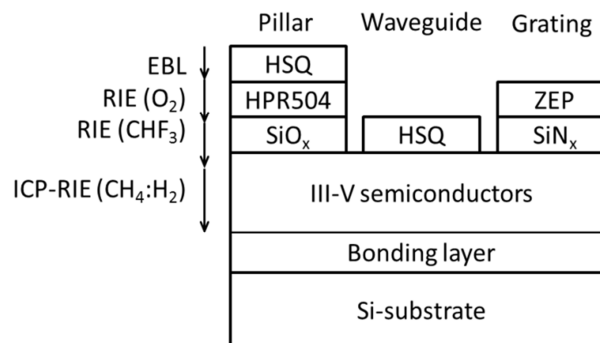 Pillar Waveguide Grating
EBL HSQ
RIE (O₂) HPR504 ZEP
RIE (CHF₃) SiOₓ HSQ SiNₓ
ICP-RIE (CH₄:H₂) III-V semiconductors
Bonding layer
Si-substrate